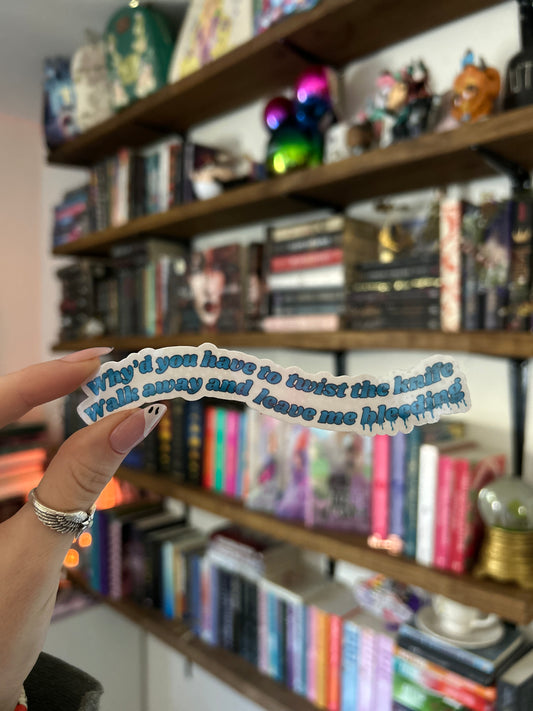 Why'd you have to twist the knife
Walk away and leave me bleeding